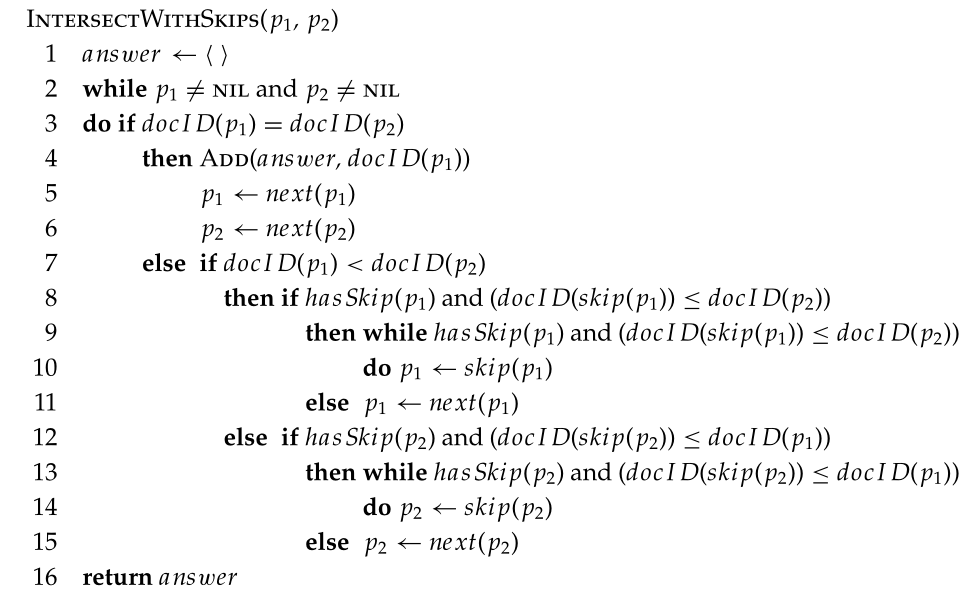 INTERSECTWITHSKIPS(p1, p2)
1 answer ← ⟨ ⟩
2 while p1 ≠ NIL and p2 ≠ NIL
3 do if docID(p1) = docID(p2)
4 then ADD(answer, docID(p1))
5 p1 ← next(p1)
6 p2 ← next(p2)
7 else if docID(p1) < docID(p2)
8 then if hasSkip(p1) and (docID(skip(p1)) ≤ docID(p2))
9 then while hasSkip(p1) and (docID(skip(p1)) ≤ docID(p2))
10 do p1 ← skip(p1)
11 else p1 ← next(p1)
12 else if hasSkip(p2) and (docID(skip(p2)) ≤ docID(p1))
13 then while hasSkip(p2) and (docID(skip(p2)) ≤ docID(p1))
14 do p2 ← skip(p2)
15 else p2 ← next(p2)
16 return answer